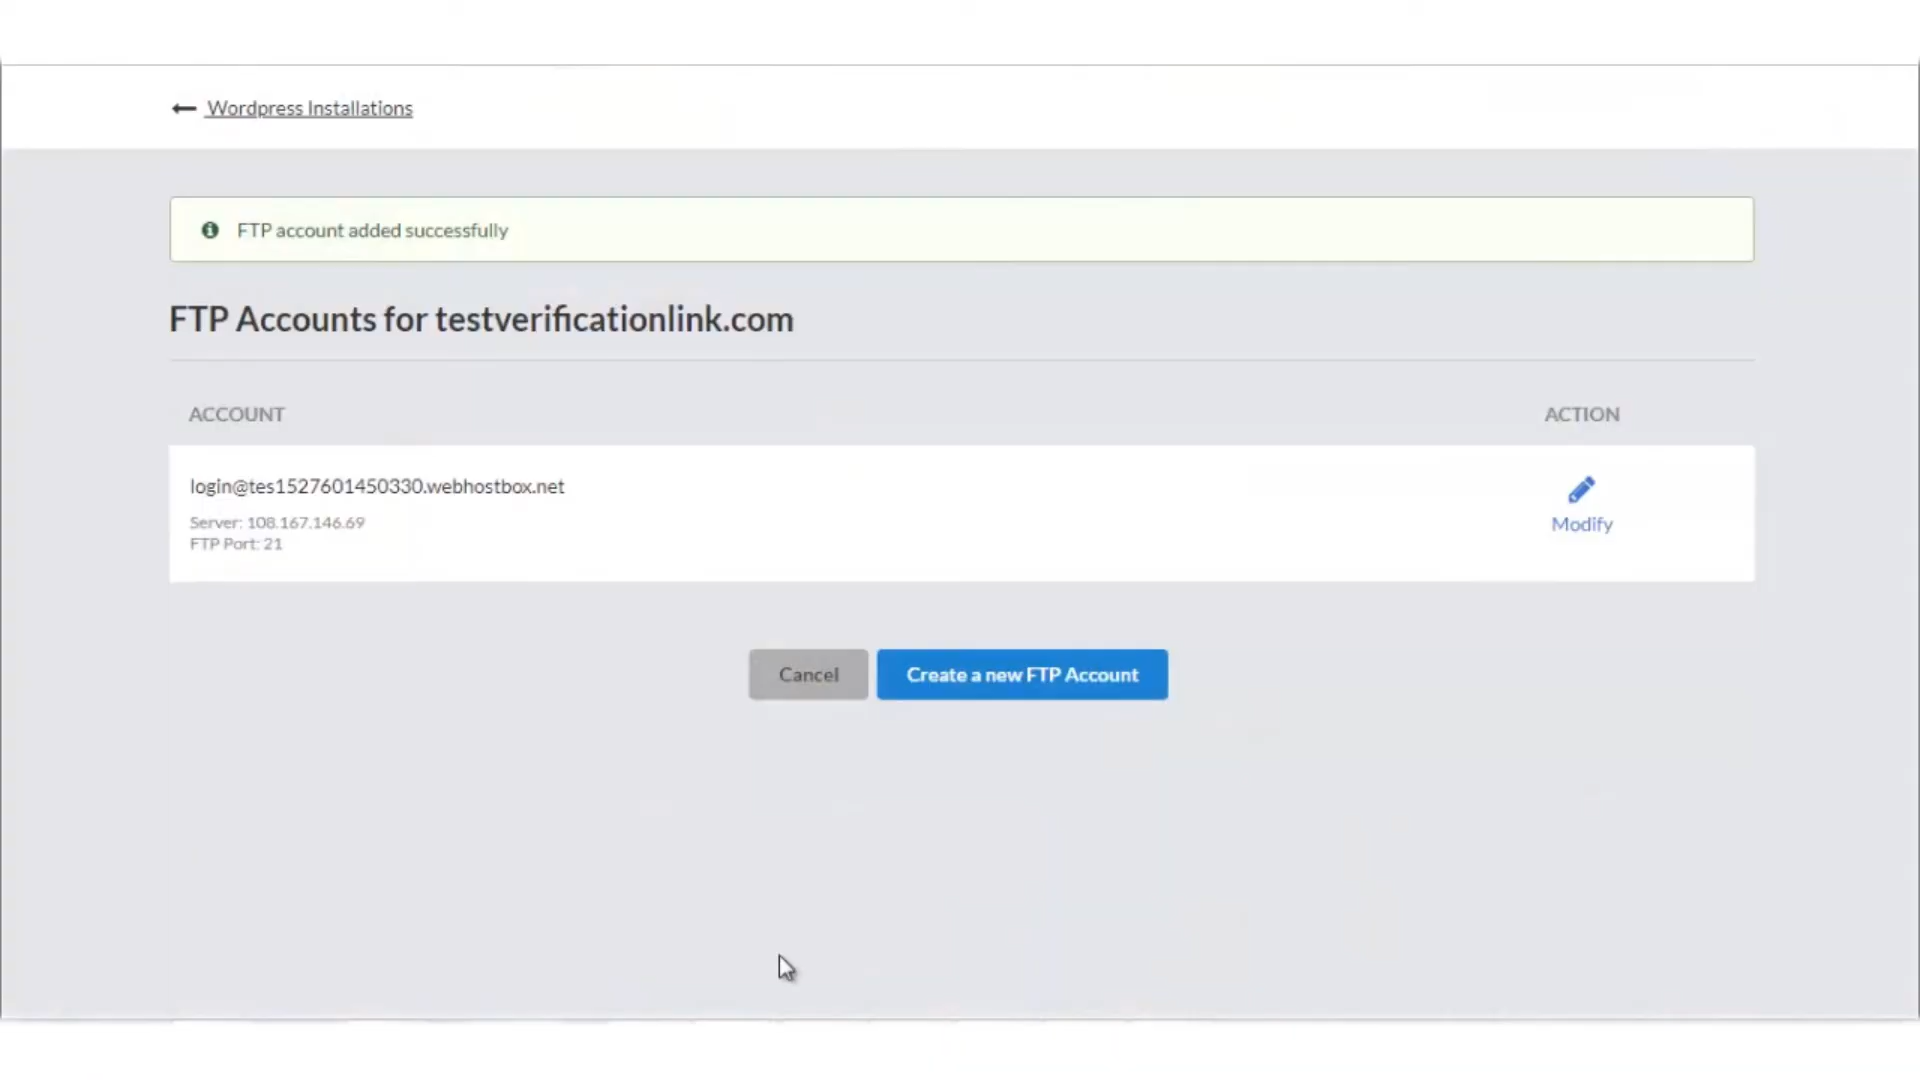 Wordpress Installations
FTP account added successfully
FTP Accounts for testverificationlink.com
ACCOUNT ACTION
login@tes1527601450330.webhostbox.net
Server: 108.167.146.69
FTP Port: 21
Modify
Cancel Create a new FTP Account